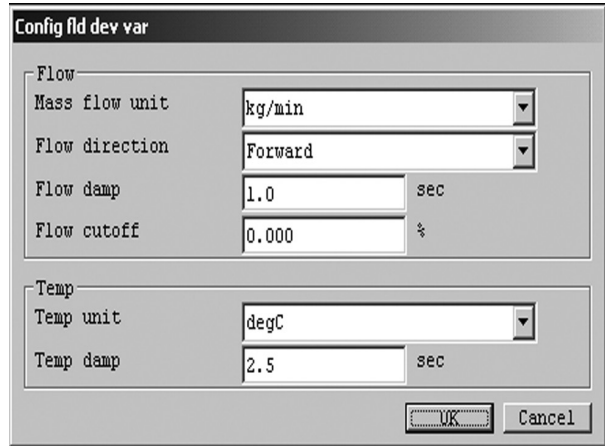 Config fld dev var
Flow
Mass flow unit kg/min
Flow direction Forward
Flow damp 1.0 sec
Flow cutoff 0.000 %
Temp
Temp unit degC
Temp damp 2.5 sec
OK Cancel